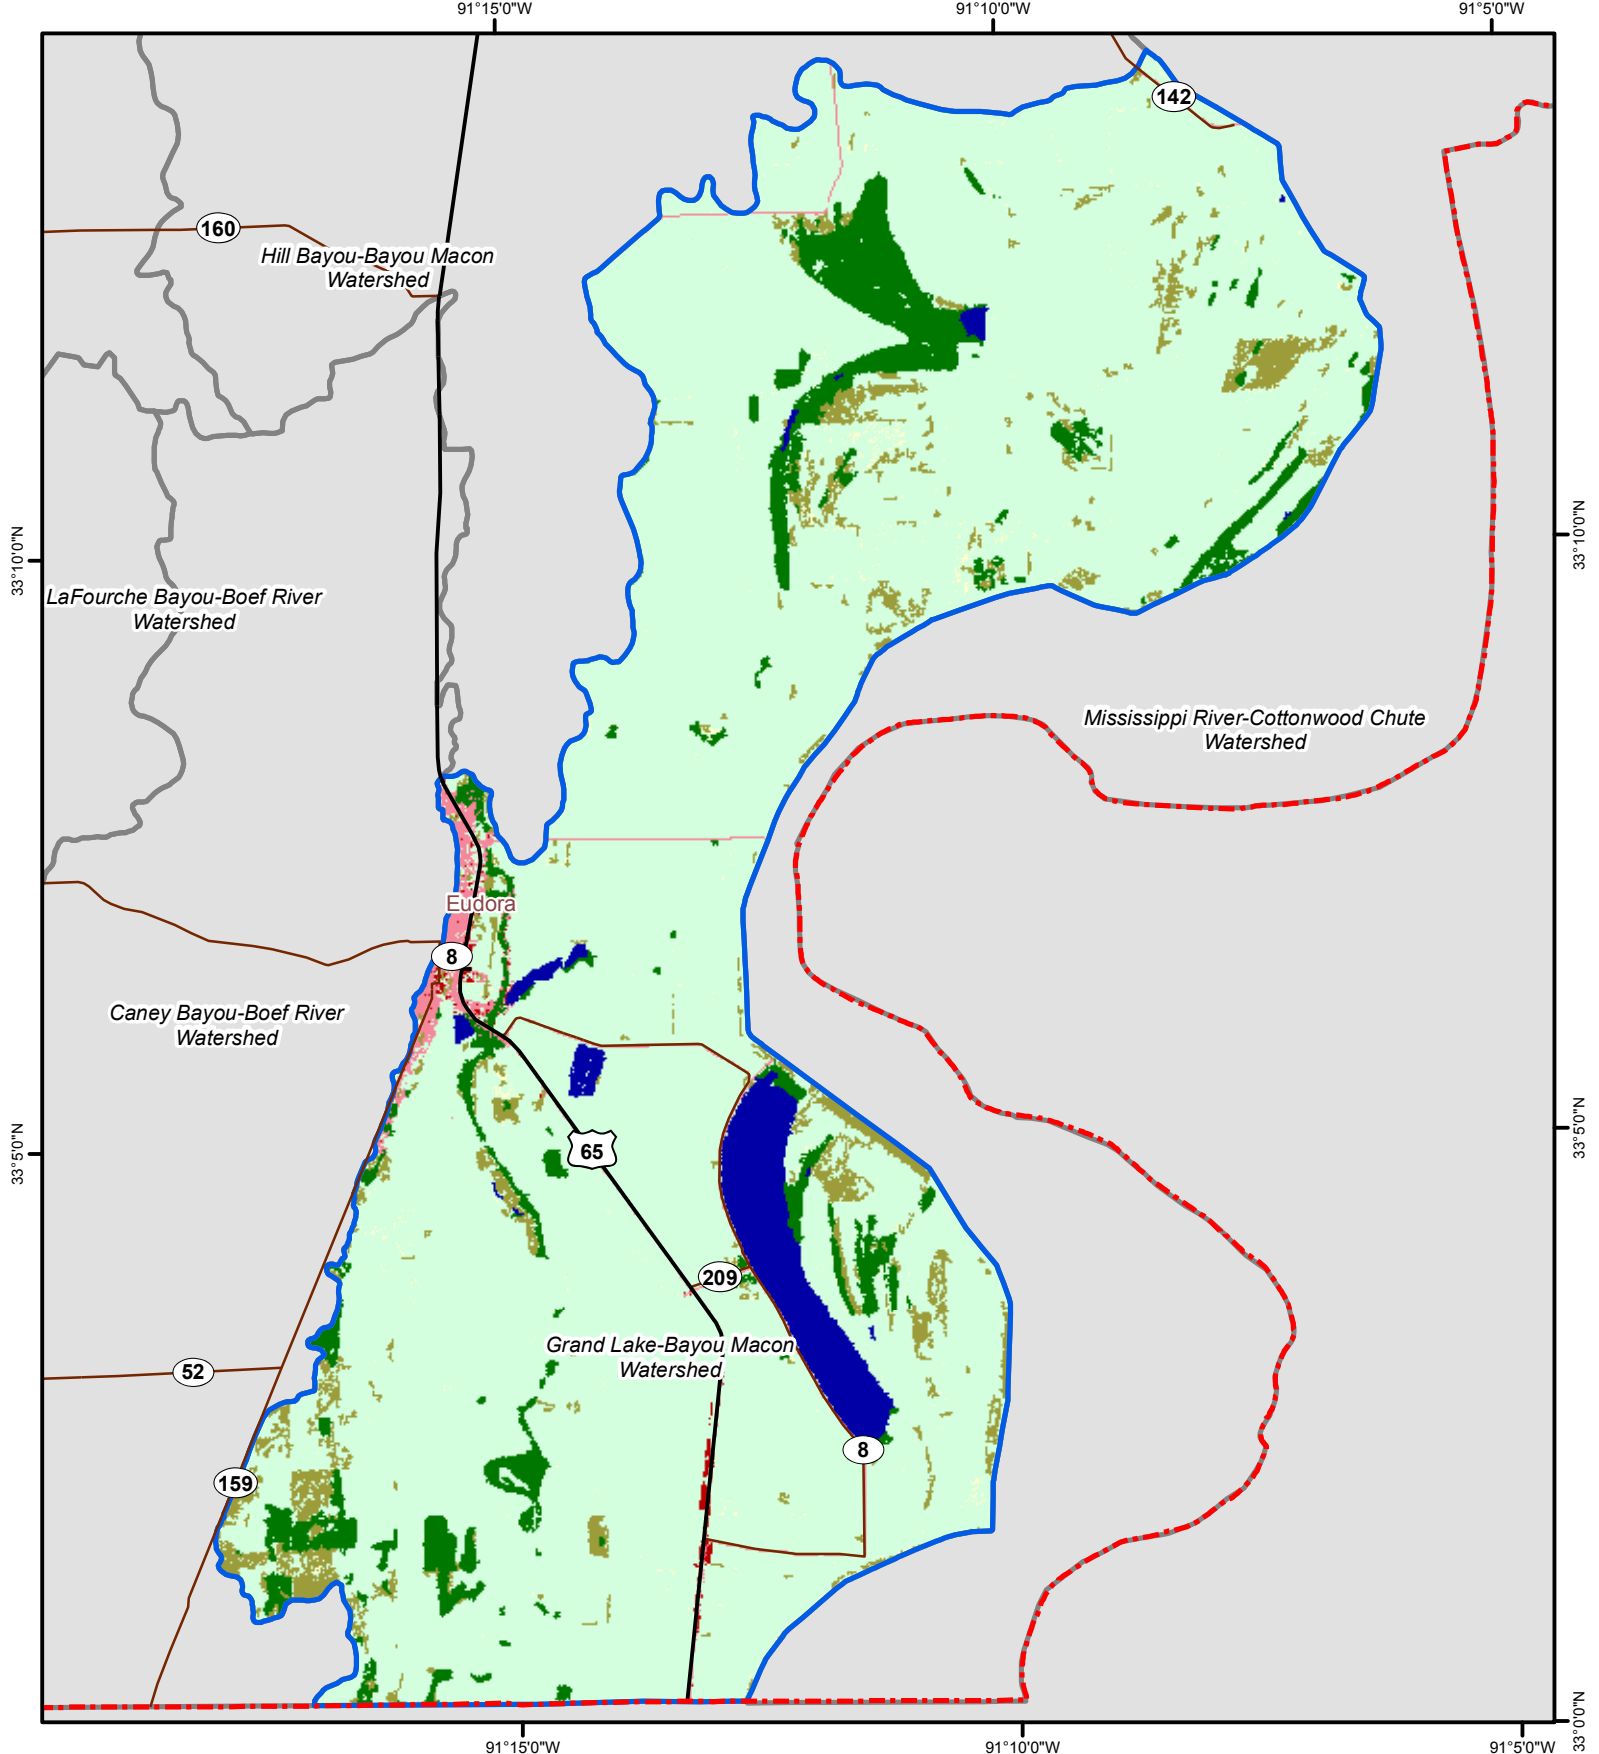 91°15'0"W
91°10'0"W
91°5'0"W
142
160
Hill Bayou-Bayou Macon
Watershed
33°10'0"N
33°10'0"N
LaFourche Bayou-Boef River
Watershed
Mississippi River-Cottonwood Chute
Watershed
Eudora
8
Caney Bayou-Boef River
Watershed
33°5'0"N
33°5'0"N
65
209
Grand Lake-Bayou Macon
Watershed
52
8
159
33°0'0"N
91°15'0"W
91°10'0"W
91°5'0"W